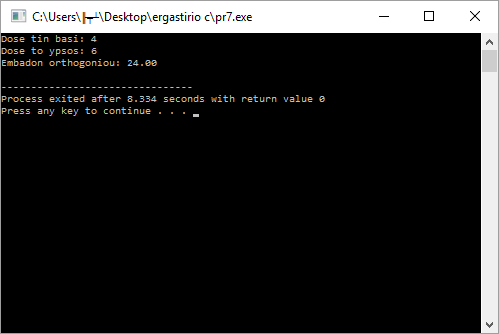 C:\Users\╟▄┘\Desktop\ergastirio c\pr7.exe
Dose tin basi: 4
Dose to ypsos: 6
Embadon orthogoniou: 24.00
--------------------------------
Process exited after 8.334 seconds with return value 0
Press any key to continue . . .